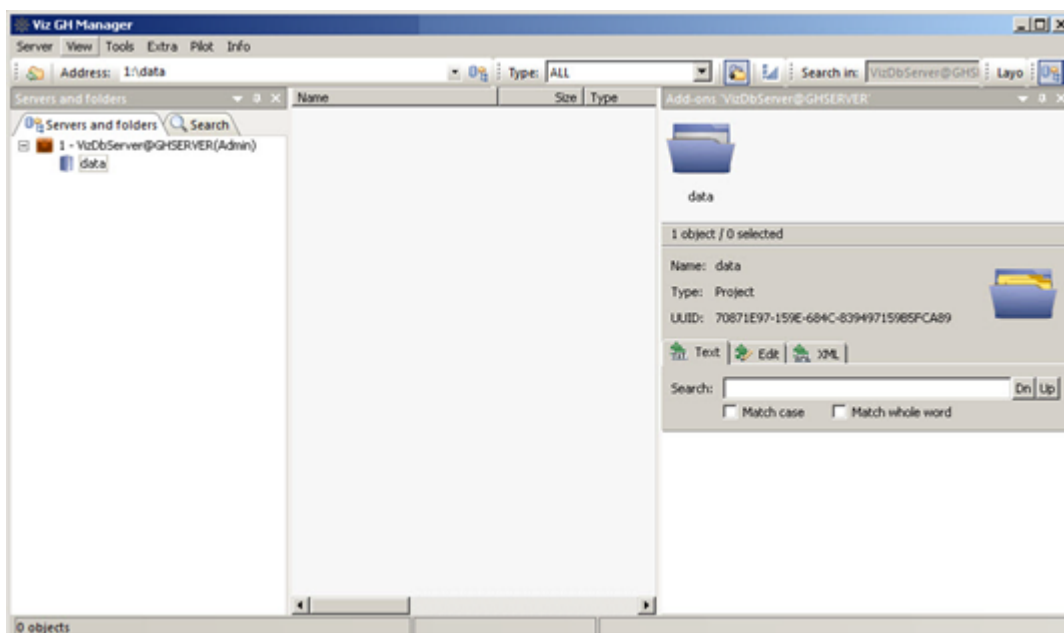 Viz GH Manager
Server View Tools Extra Pilot Info
Address: 1:\data Type: ALL Search in: VizDbServer@GHS Layo
Servers and folders Name Size Type Add-ons 'VizDbServer@GHSERVER'
Servers and folders Search
1 - VizDbServer@GHSERVER(Admin)
data
data
1 object / 0 selected
Name: data
Type: Project
UUID: 70871E97-159E-684C-839497159B5FCA89
Text Edit XML
Search: Dn Up
Match case Match whole word
0 objects